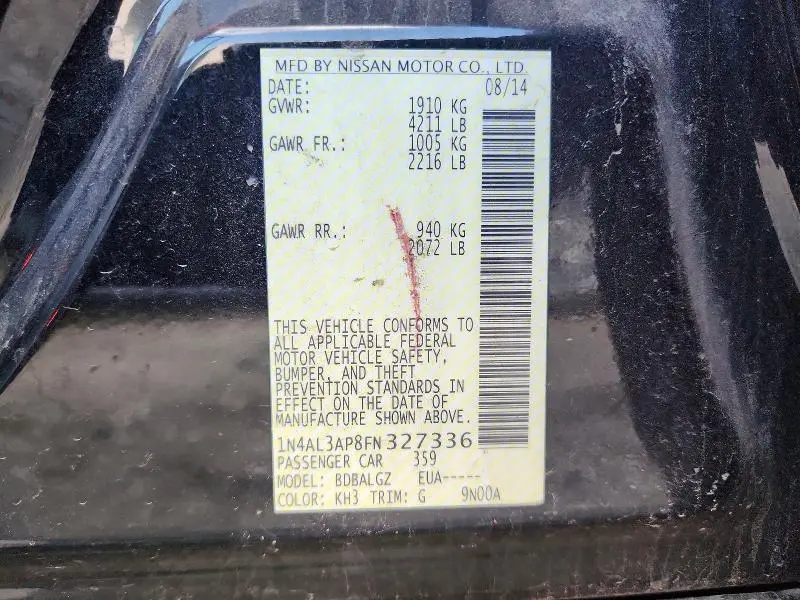 MFD BY NISSAN MOTOR CO., LTD.
DATE: 08/14
GVWR: 1910 KG
4211 LB
GAWR FR.: 1005 KG
2216 LB
GAWR RR.: 940 KG
2072 LB
THIS VEHICLE CONFORMS TO
ALL APPLICABLE FEDERAL
MOTOR VEHICLE SAFETY,
BUMPER, AND THEFT
PREVENTION STANDARDS IN
EFFECT ON THE DATE OF
MANUFACTURE SHOWN ABOVE.
1N4AL3AP8FN327336
PASSENGER CAR 359
MODEL: BDBALGZ EUA-----
COLOR: KH3 TRIM: G 9N00A